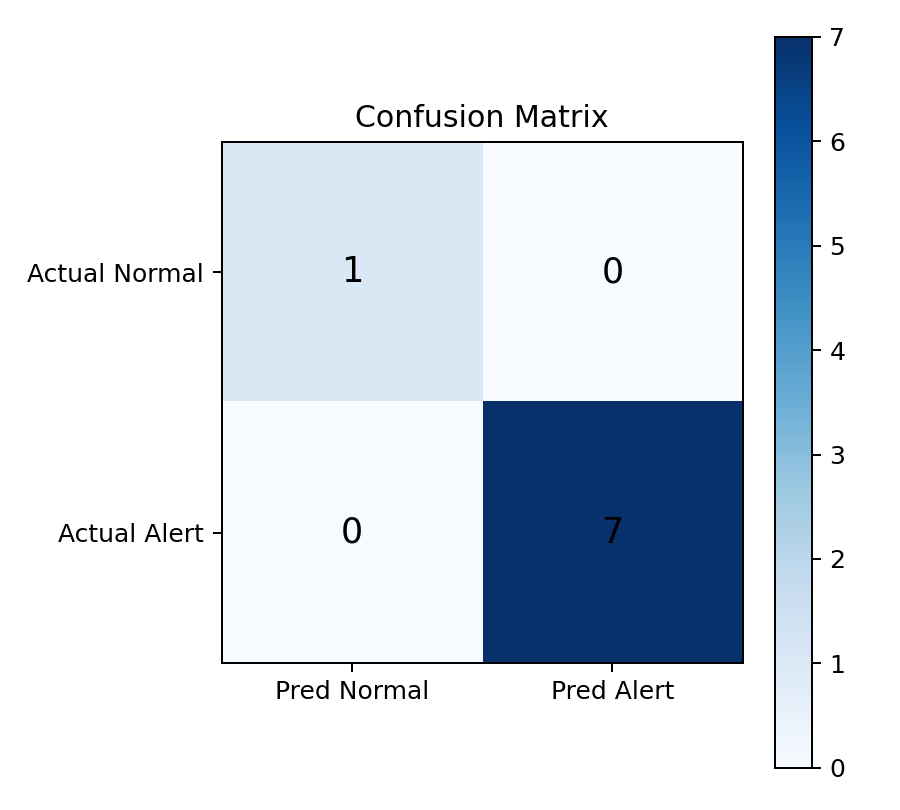 Confusion Matrix
Actual Normal
1
0
Actual Alert
0
7
Pred Normal
Pred Alert
7
6
5
4
3
2
1
0